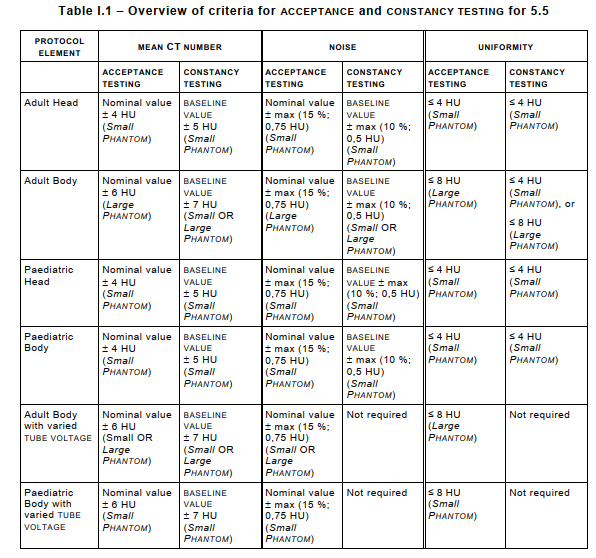 Table I.1 – Overview of criteria for ACCEPTANCE and CONSTANCY TESTING for 5.5
PROTOCOL
ELEMENT
MEAN CT NUMBER
NOISE
UNIFORMITY
ACCEPTANCE
TESTING
CONSTANCY
TESTING
ACCEPTANCE
TESTING
CONSTANCY
TESTING
ACCEPTANCE
TESTING
CONSTANCY
TESTING
Adult Head
Nominal value
± 4 HU
(Small
PHANTOM)
BASELINE
VALUE
± 5 HU
(Small
PHANTOM)
Nominal value
± max (15 %;
0,75 HU)
(Small
PHANTOM)
BASELINE
VALUE
± max (10 %;
0,5 HU)
(Small
PHANTOM)
≤ 4 HU
(Small
PHANTOM)
≤ 4 HU
(Small
PHANTOM)
Adult Body
Nominal value
± 6 HU
(Large
PHANTOM)
BASELINE
VALUE
± 7 HU
(Small OR
Large
PHANTOM)
Nominal value
± max (15 %;
0,75 HU)
(Large
PHANTOM)
BASELINE
VALUE
± max (10 %;
0,5 HU)
(Small OR
Large
PHANTOM)
≤ 8 HU
(Large
PHANTOM)
≤ 4 HU
(Small
PHANTOM), or
≤ 8 HU
(Large
PHANTOM)
Paediatric
Head
Nominal value
± 4 HU
(Small
PHANTOM)
BASELINE
VALUE
± 5 HU
(Small
PHANTOM)
Nominal value
± max (15 %;
0,75 HU)
(Small
PHANTOM)
BASELINE
VALUE ± max
(10 %; 0,5 HU)
(Small
PHANTOM)
≤ 4 HU
(Small
PHANTOM)
≤ 4 HU
(Small
PHANTOM)
Paediatric
Body
Nominal value
± 4 HU
(Small
PHANTOM)
BASELINE
VALUE
± 5 HU
(Small
PHANTOM)
Nominal value
± max (15 %;
0,75 HU)
(Small
PHANTOM)
BASELINE
VALUE
± max (10 %;
0,5 HU)
(Small
PHANTOM)
≤ 4 HU
(Small
PHANTOM)
≤ 4 HU
(Small
PHANTOM)
Adult Body
with varied
TUBE VOLTAGE
Nominal value
± 6 HU
(Small OR
Large
PHANTOM)
BASELINE
VALUE
± 7 HU
(Small OR
Large
PHANTOM)
Nominal value
± max (15 %;
0,75 HU)
(Small OR
Large
PHANTOM)
Not required
≤ 8 HU
(Large
PHANTOM)
Not required
Paediatric
Body with
varied TUBE
VOLTAGE
Nominal value
± 6 HU
(Small
PHANTOM)
BASELINE
VALUE
± 7 HU
(Small
PHANTOM)
Nominal value
± max (15 %;
0,75 HU) (Small
PHANTOM)
Not required
≤ 8 HU
(Small
PHANTOM)
Not required